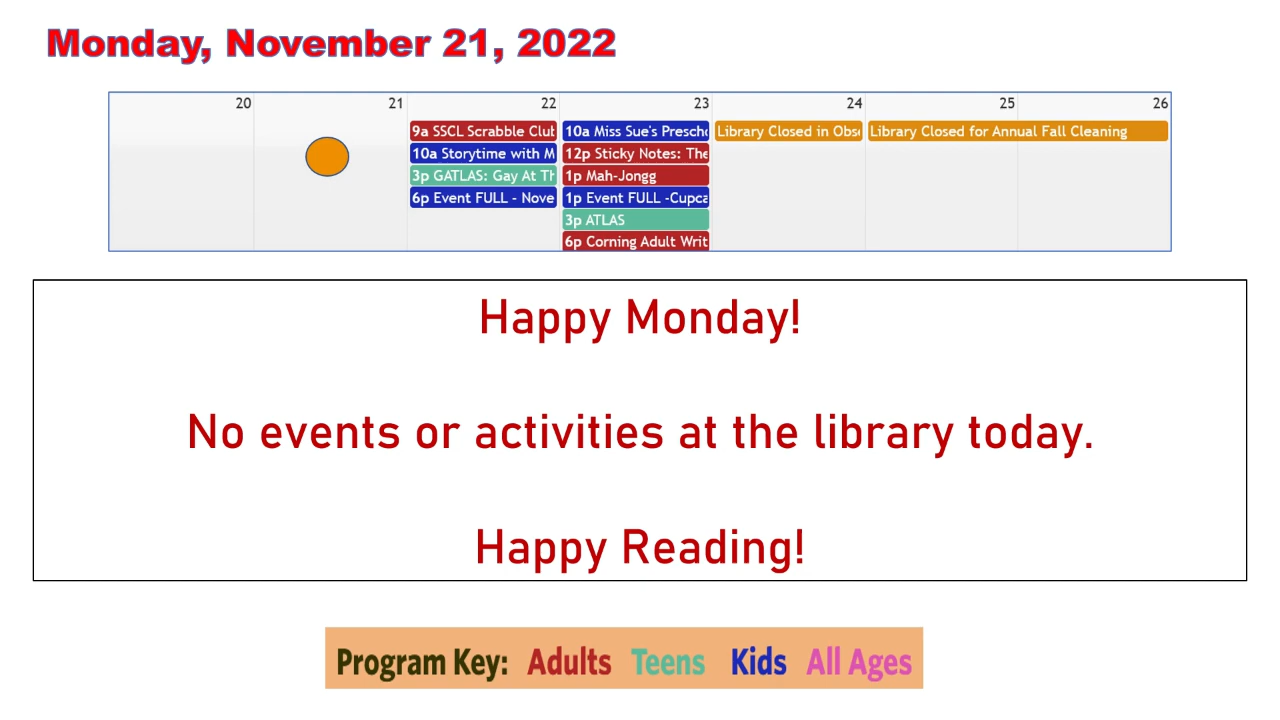 Monday, November 21, 2022
20 21 22 23 24 25 26
9a SSCL Scrabble Club
10a Storytime with M
3p GATLAS: Gay At Th
6p Event FULL - Nove
10a Miss Sue's Prescho
12p Sticky Notes: The
1p Mah-Jongg
1p Event FULL -Cupca
3p ATLAS
6p Corning Adult Writ
Library Closed in Obse
Library Closed for Annual Fall Cleaning
Happy Monday!
No events or activities at the library today.
Happy Reading!
Program Key: Adults Teens Kids All Ages